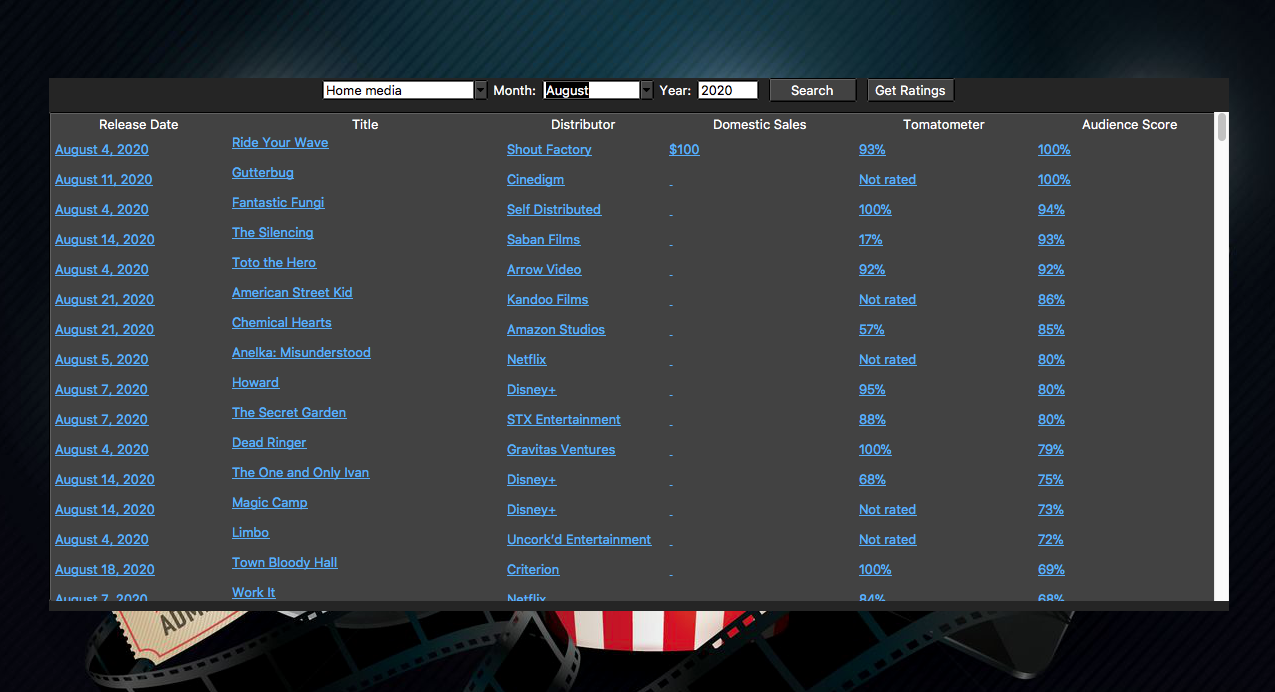 Home media Month: August Year: 2020 Search Get Ratings
Release Date Title Distributor Domestic Sales Tomatometer Audience Score
August 4, 2020 Ride Your Wave Shout Factory $100 93% 100%
August 11, 2020 Gutterbug Cinedigm - Not rated 100%
August 4, 2020 Fantastic Fungi Self Distributed - 100% 94%
August 14, 2020 The Silencing Saban Films - 17% 93%
August 4, 2020 Toto the Hero Arrow Video - 92% 92%
August 21, 2020 American Street Kid Kandoo Films - Not rated 86%
August 21, 2020 Chemical Hearts Amazon Studios - 57% 85%
August 5, 2020 Anelka: Misunderstood Netflix - Not rated 80%
August 7, 2020 Howard Disney+ - 95% 80%
August 7, 2020 The Secret Garden STX Entertainment - 88% 80%
August 4, 2020 Dead Ringer Gravitas Ventures - 100% 79%
August 14, 2020 The One and Only Ivan Disney+ - 68% 75%
August 14, 2020 Magic Camp Disney+ - Not rated 73%
August 4, 2020 Limbo Uncork’d Entertainment - Not rated 72%
August 18, 2020 Town Bloody Hall Criterion - 100% 69%
August 7, 2020 Work It Netflix 84% 68%